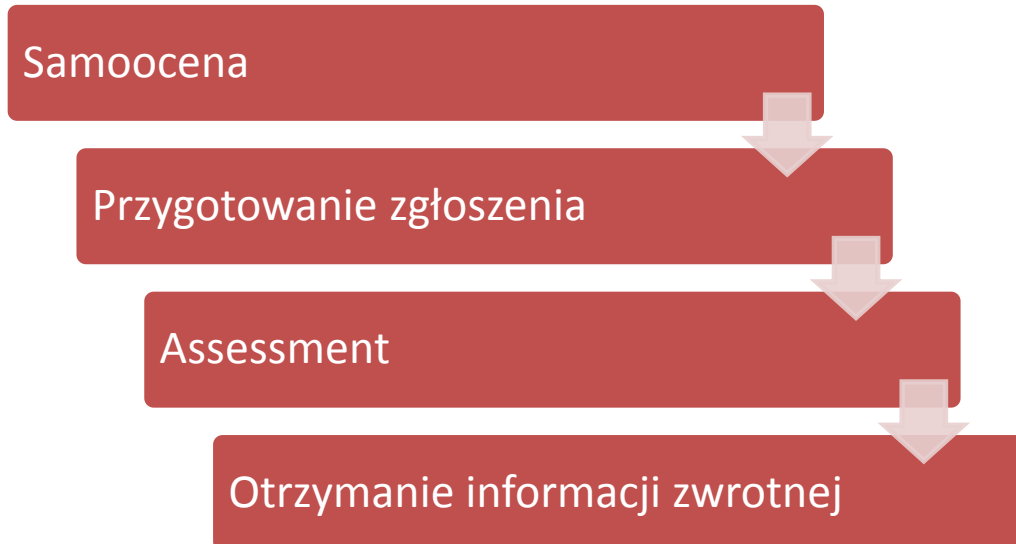 Samoocena
Przygotowanie zgłoszenia
Assessment
Otrzymanie informacji zwrotnej